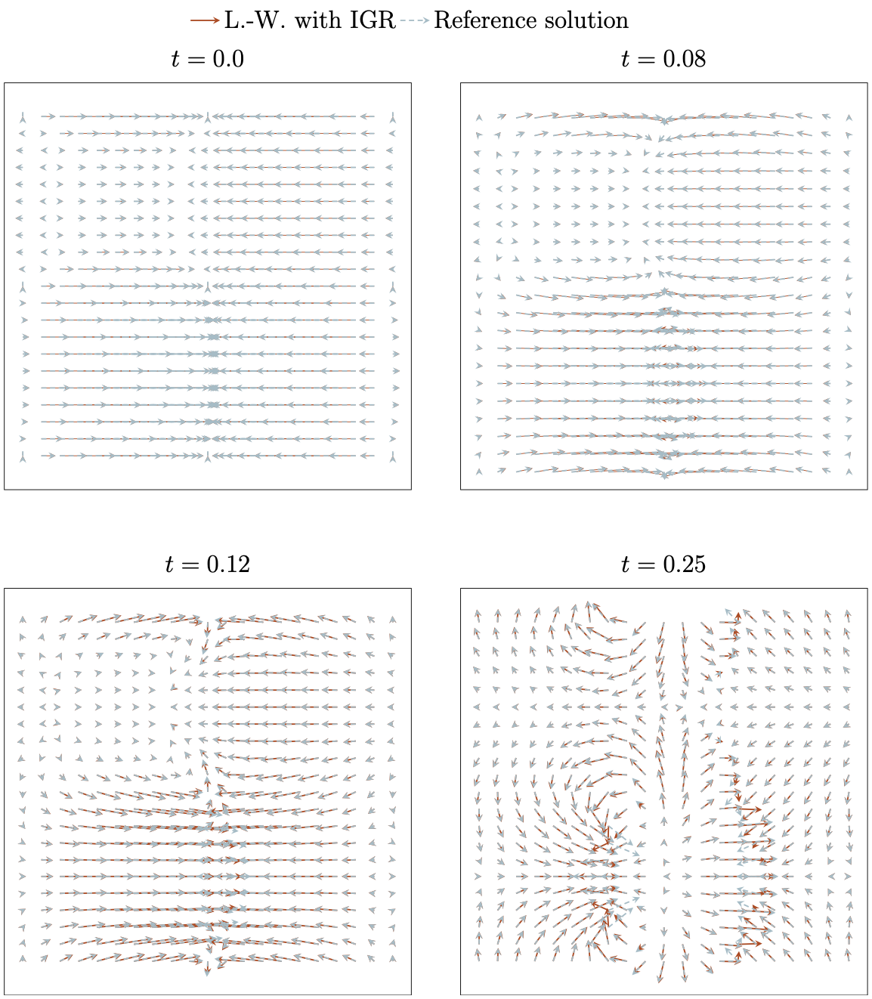 L.-W. with IGR Reference solution
t = 0.0 t = 0.08
t = 0.12 t = 0.25